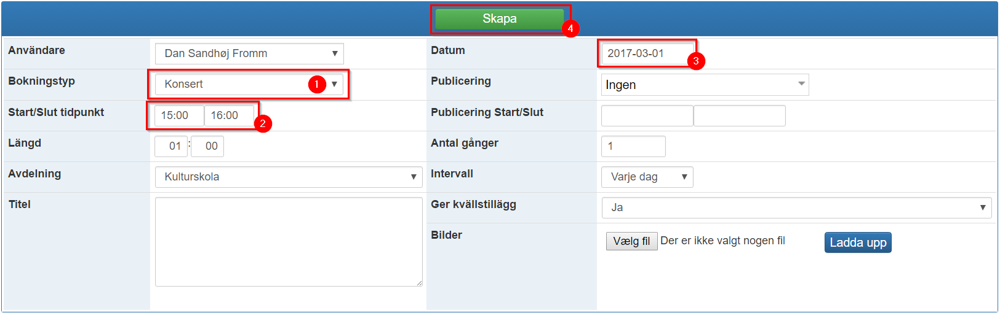 Skapa
4
Användare Dan Sandhøj Fromm Datum 2017-03-01
3
Bokningstyp Konsert 1 Publicering Ingen
Start/Slut tidpunkt 15:00 16:00 2 Publicering Start/Slut
Längd 01 : 00 Antal gånger 1
Avdelning Kulturskola Intervall Varje dag
Titel Ger kvällstillägg Ja
Bilder Vælg fil Der er ikke valgt nogen fil Ladda upp